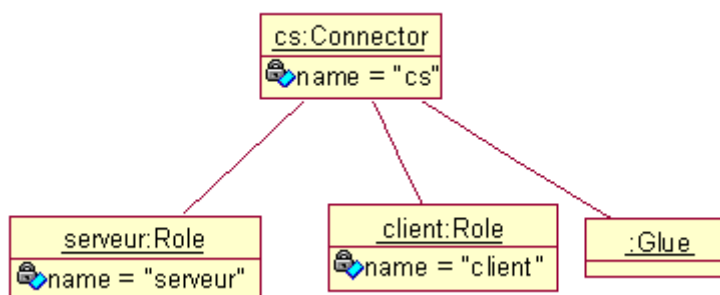 cs:Connector
name = "cs"
serveur:Role
name = "serveur"
client:Role
name = "client"
:Glue